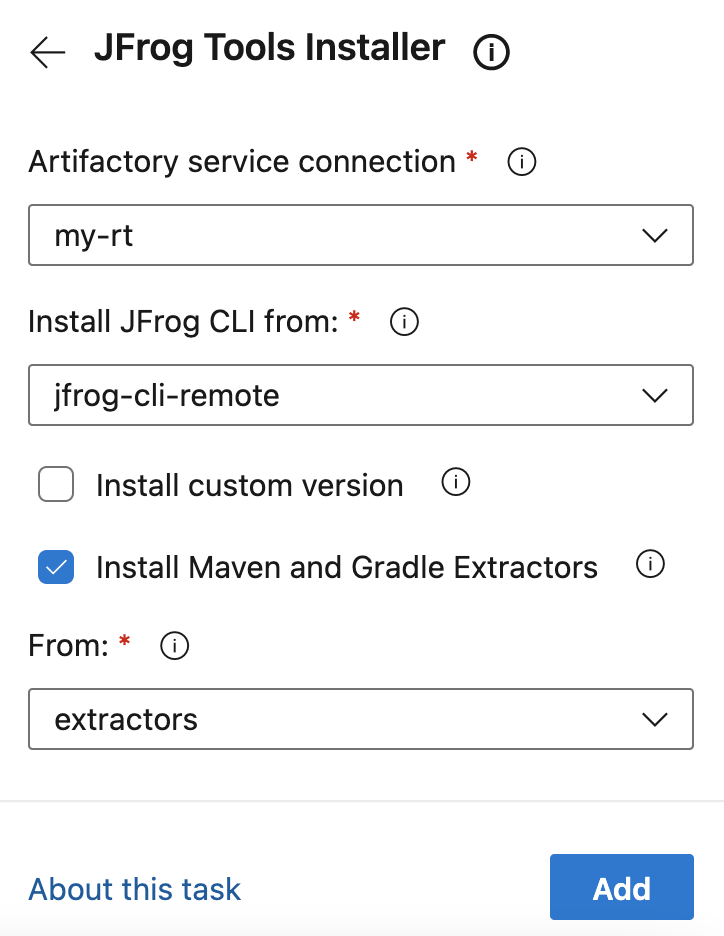 JFrog Tools Installer
Artifactory service connection *
my-rt
Install JFrog CLI from: *
jfrog-cli-remote
Install custom version
Install Maven and Gradle Extractors
From: *
extractors
About this task
Add